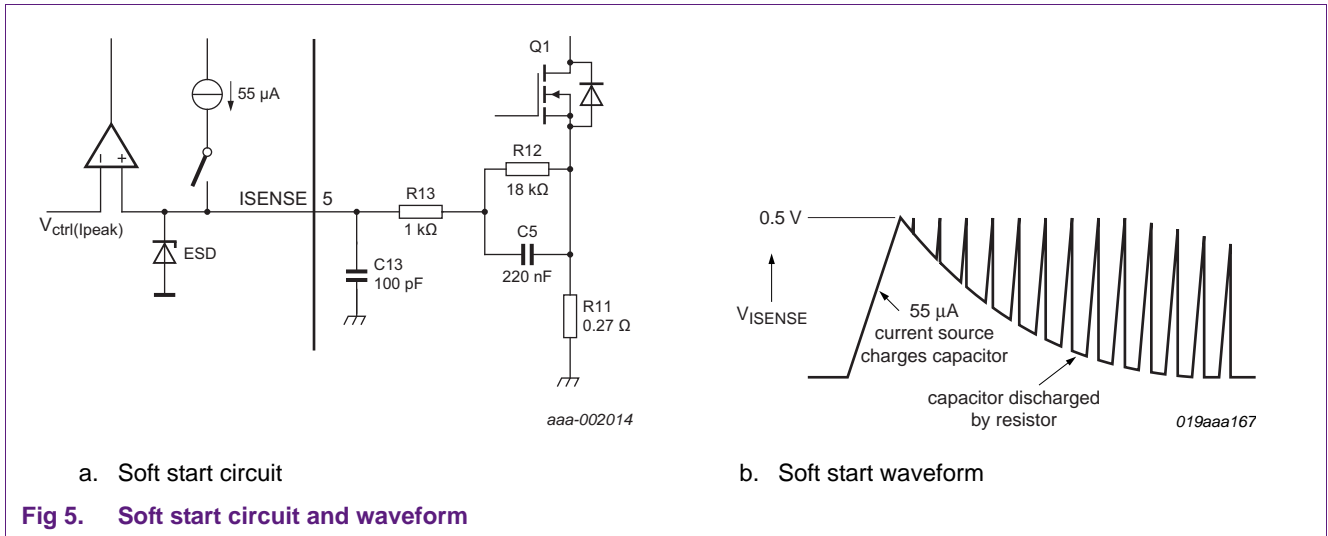 Q1
55 µA
R12
18 kΩ
ISENSE 5
R13
1 kΩ
Vctrl(Ipeak)
ESD
C5
220 nF
C13
100 pF
R11
0.27 Ω
aaa-002014
0.5 V
VISENSE
55 μA
current source
charges capacitor
capacitor discharged
by resistor
019aaa167
a. Soft start circuit
b. Soft start waveform
Fig 5. Soft start circuit and waveform